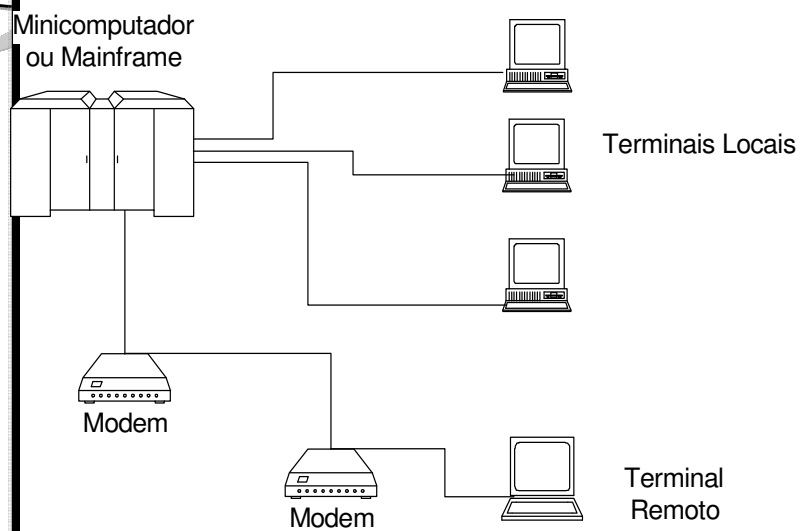 Minicomputador
ou Mainframe
Terminais Locais
Modem
Modem
Terminal
Remoto